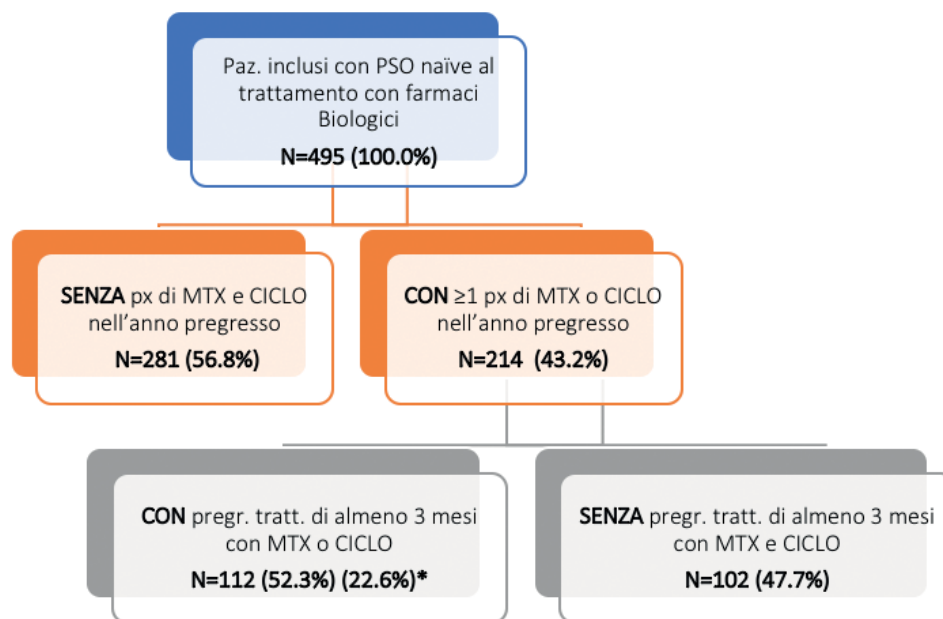 Paz. inclusi con PSO naïve al
trattamento con farmaci
Biologici
N=495 (100.0%)
SENZA px di MTX e CICLO
nell’anno pregresso
N=281 (56.8%)
CON ≥1 px di MTX o CICLO
nell’anno pregresso
N=214 (43.2%)
CON pregr. tratt. di almeno 3 mesi
con MTX o CICLO
N=112 (52.3%) (22.6%)*
SENZA pregr. tratt. di almeno 3 mesi
con MTX e CICLO
N=102 (47.7%)